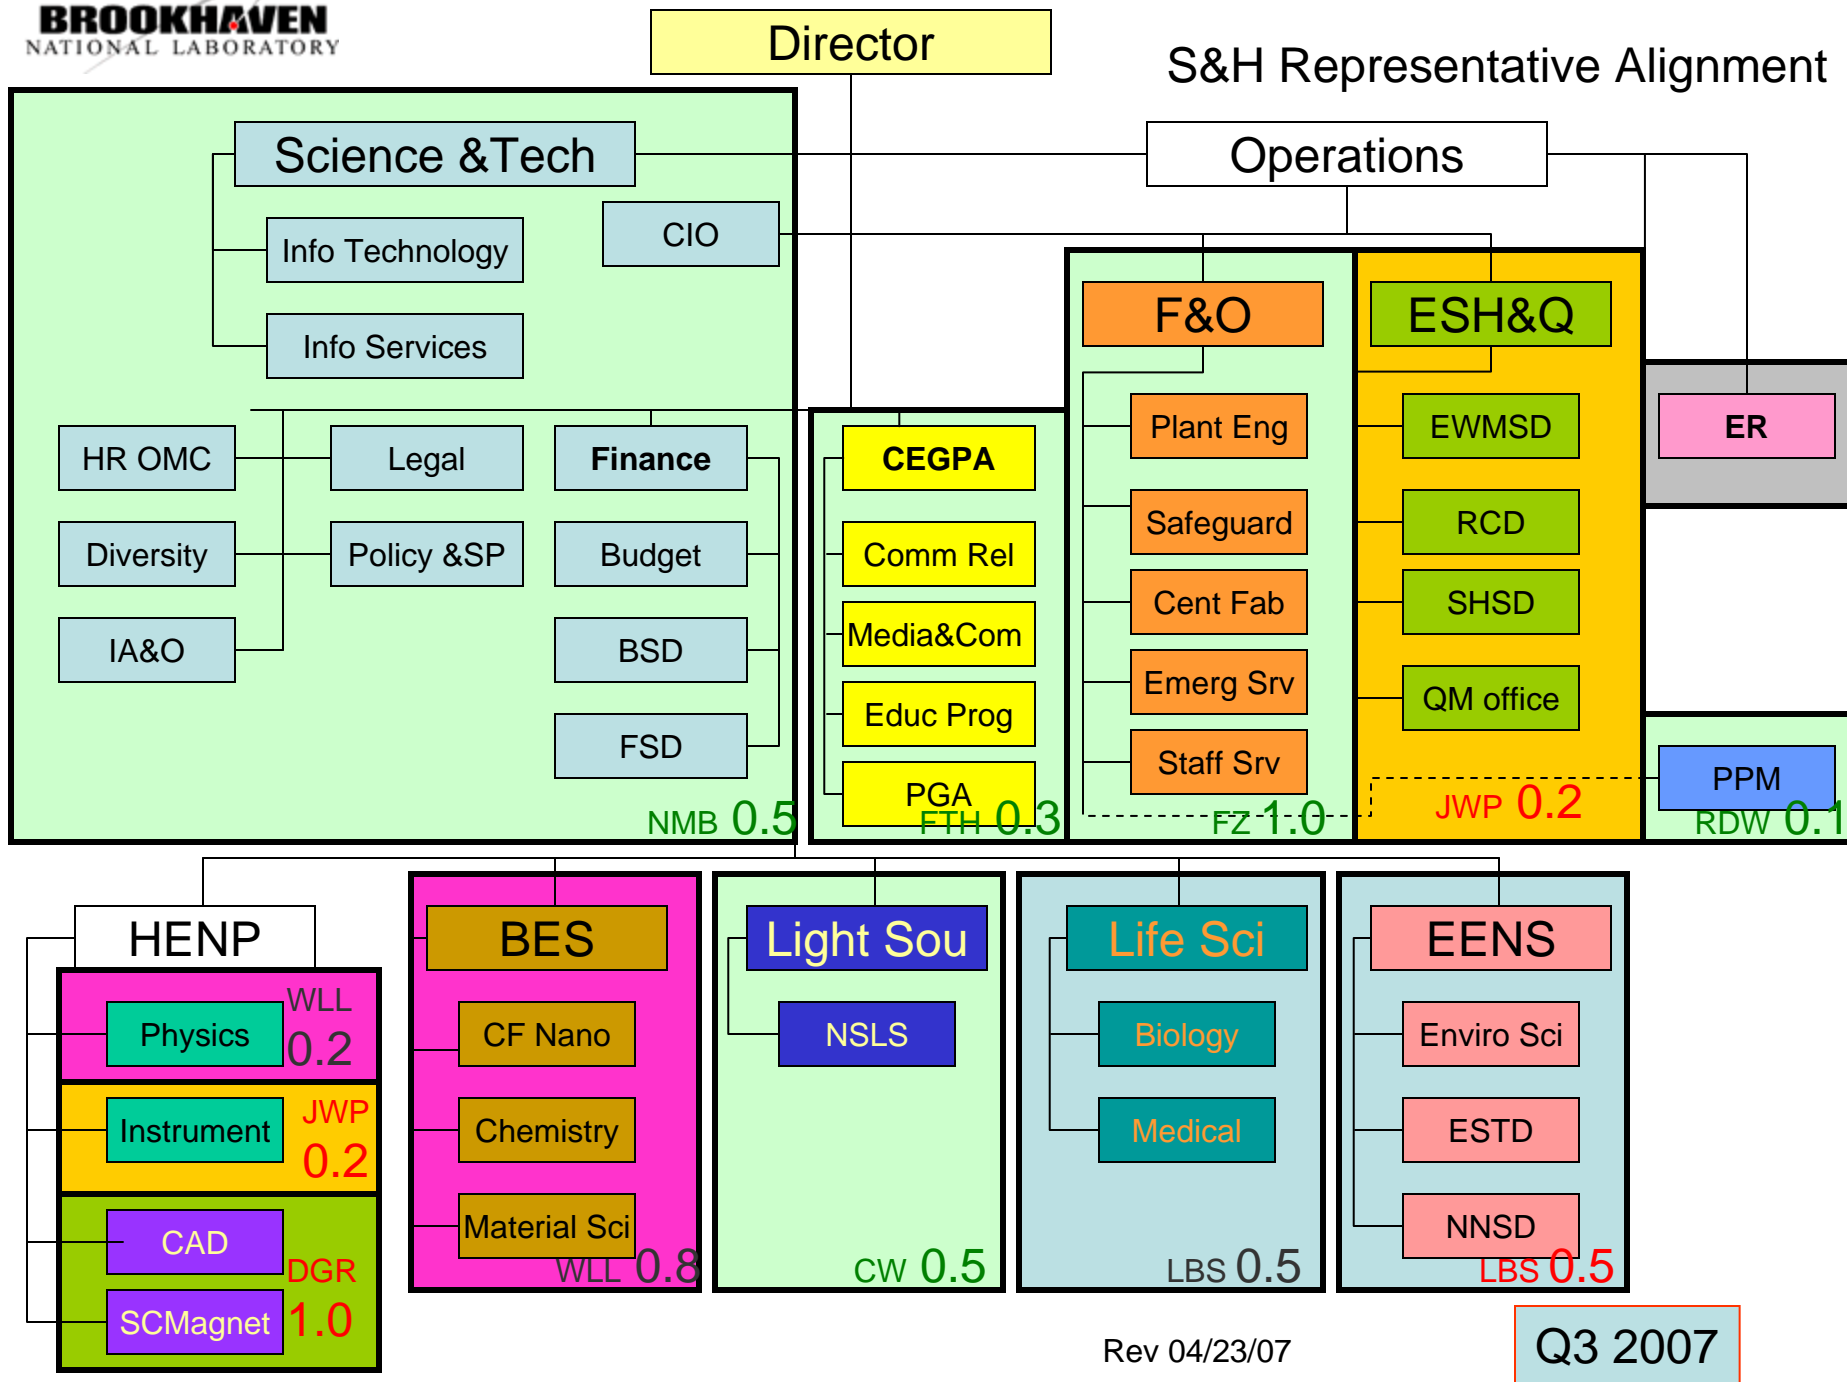 BROOKHAVEN
NATIONAL LABORATORY
Director
S&H Representative Alignment
Science &Tech
Operations
CIO
Info Technology
Info Services
F&O
ESH&Q
HR OMC
Legal
Finance
CEGPA
Plant Eng
EWMSD
ER
Diversity
Policy &SP
Budget
Comm Rel
Safeguard
RCD
IA&O
BSD
Media&Com
Cent Fab
SHSD
FSD
Educ Prog
Emerg Srv
QM office
PGA
Staff Srv
PPM
NMB 0.5
FTH 0.3
FZ 1.0
JWP 0.2
RDW 0.1
HENP
BES
Light Sou
Life Sci
EENS
Physics
WLL
0.2
CF Nano
NSLS
Biology
Enviro Sci
Instrument
JWP
0.2
Chemistry
Medical
ESTD
CAD
Material Sci
NNSD
DGR
1.0
SCMagnet
WLL 0.8
CW 0.5
LBS 0.5
LBS 0.5
Rev 04/23/07
Q3 2007